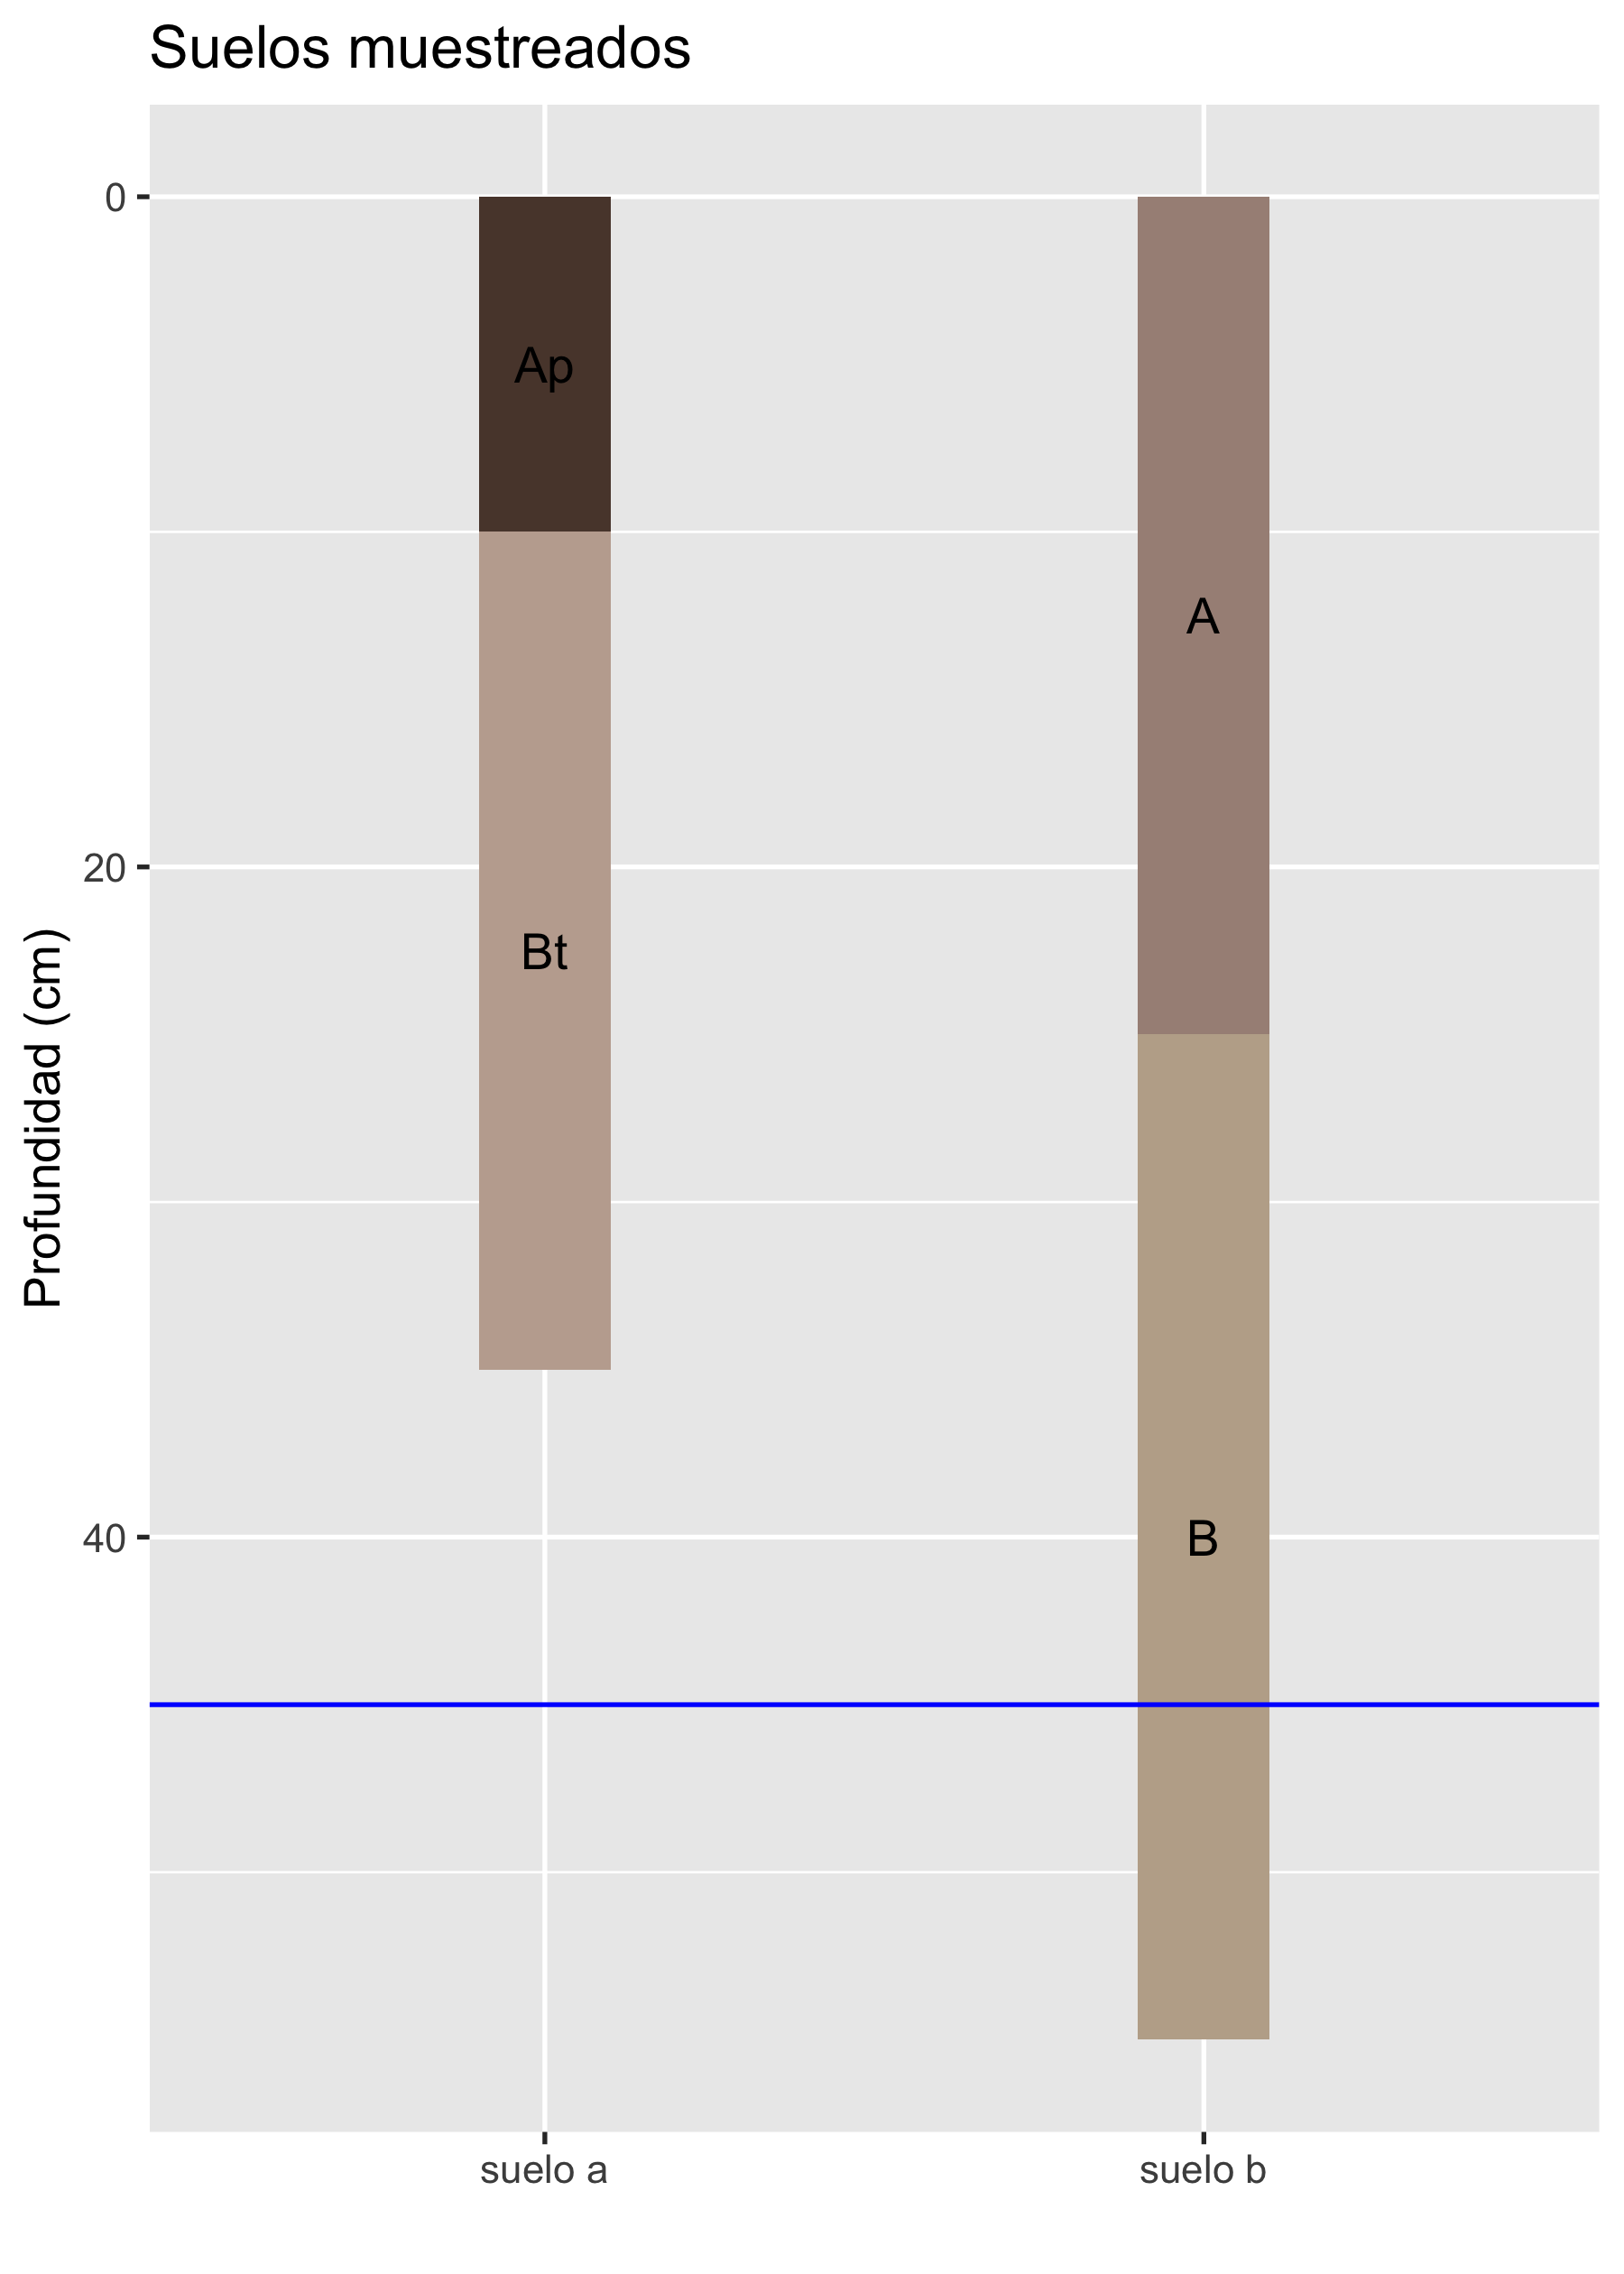 Suelos muestreados
Profundidad (cm)
0
20
40
Ap
Bt
A
B
suelo a
suelo b